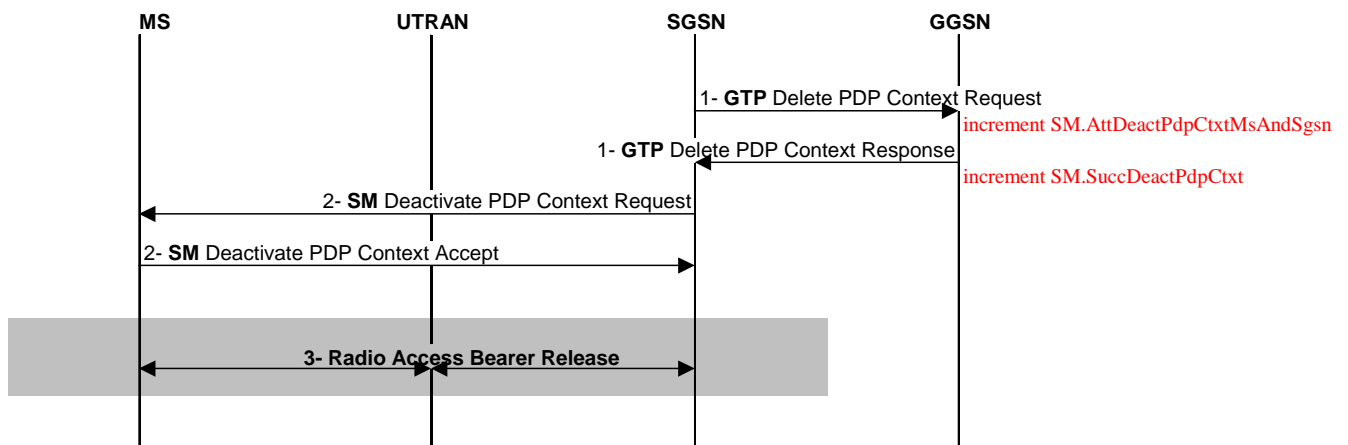 MS UTRAN SGSN GGSN
1- GTP Delete PDP Context Request
increment SM.AttDeactPdpCtxtMsAndSgsn
1- GTP Delete PDP Context Response
increment SM.SuccDeactPdpCtxt
2- SM Deactivate PDP Context Request
2- SM Deactivate PDP Context Accept
3- Radio Access Bearer Release